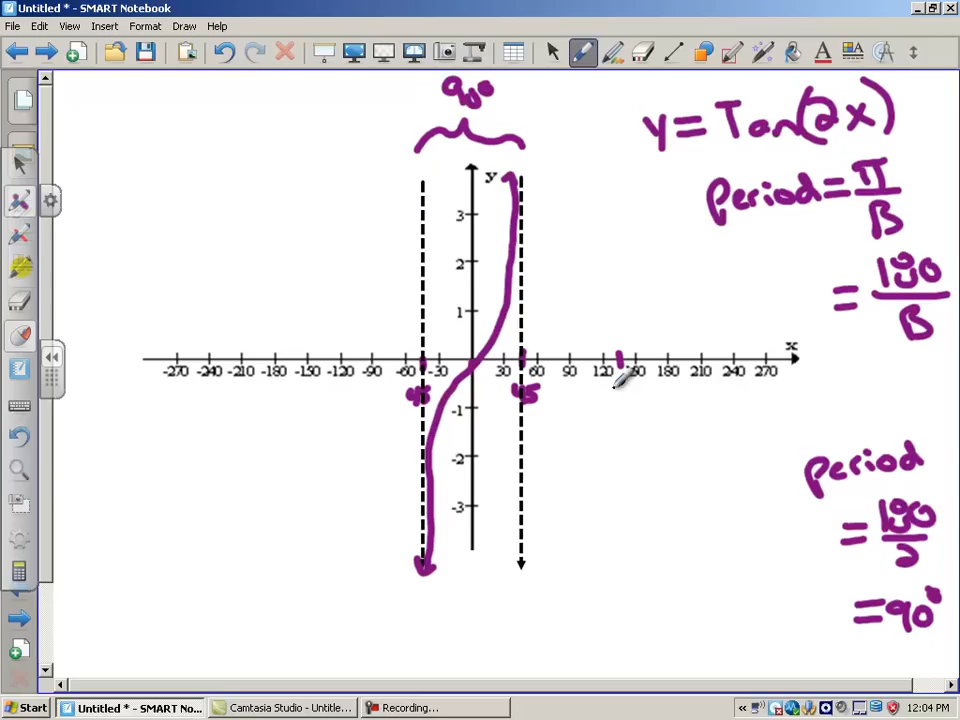 Untitled * - SMART Notebook
File Edit View Insert Format Draw Help
90°
y = Tan(2x)
period = π/B
= 180/B
y
3
2
1
x
-270 -240 -210 -180 -150 -120 -90 -60 -30 30 60 90 120 150 180 210 240 270
45 45
-1
-2
-3
period
= 180/2
= 90°
Start Untitled * - SMART No... Camtasia Studio - Untitle... Recording... « 12:04 PM